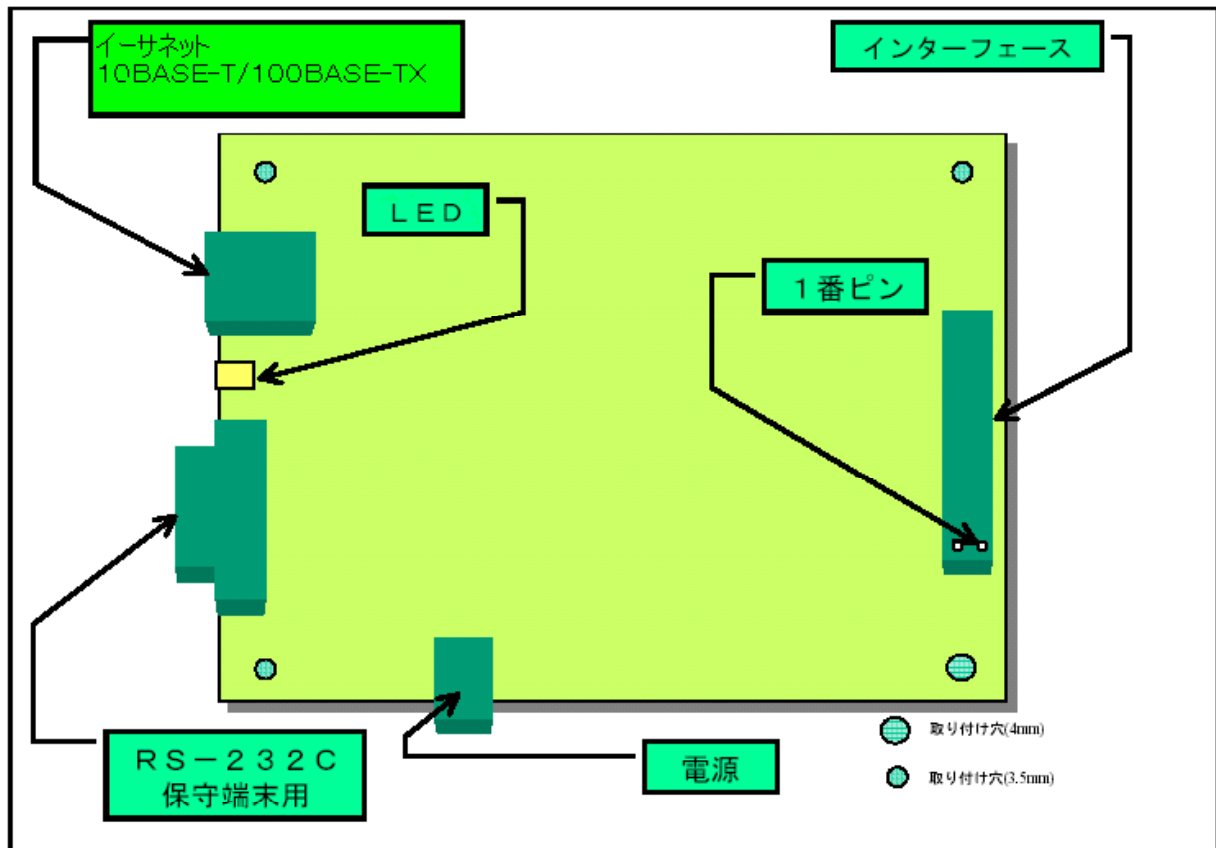 イーサネット
10BASE-T/100BASE-TX
インターフェース
ＬＥＤ
１番ピン
ＲＳ－２３２Ｃ
保守端末用
電源
取り付け穴(4mm)
取り付け穴(3.5mm)